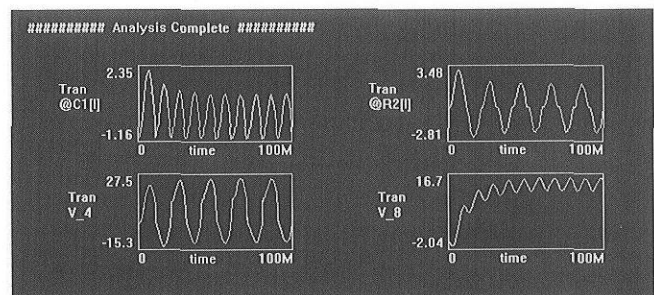 ########## Analysis Complete ##########
2.35
Tran
@C1[I]
-1.16
0 time 100M
3.48
Tran
@R2[I]
-2.81
0 time 100M
27.5
Tran
V_4
-15.3
0 time 100M
16.7
Tran
V_8
-2.04
0 time 100M